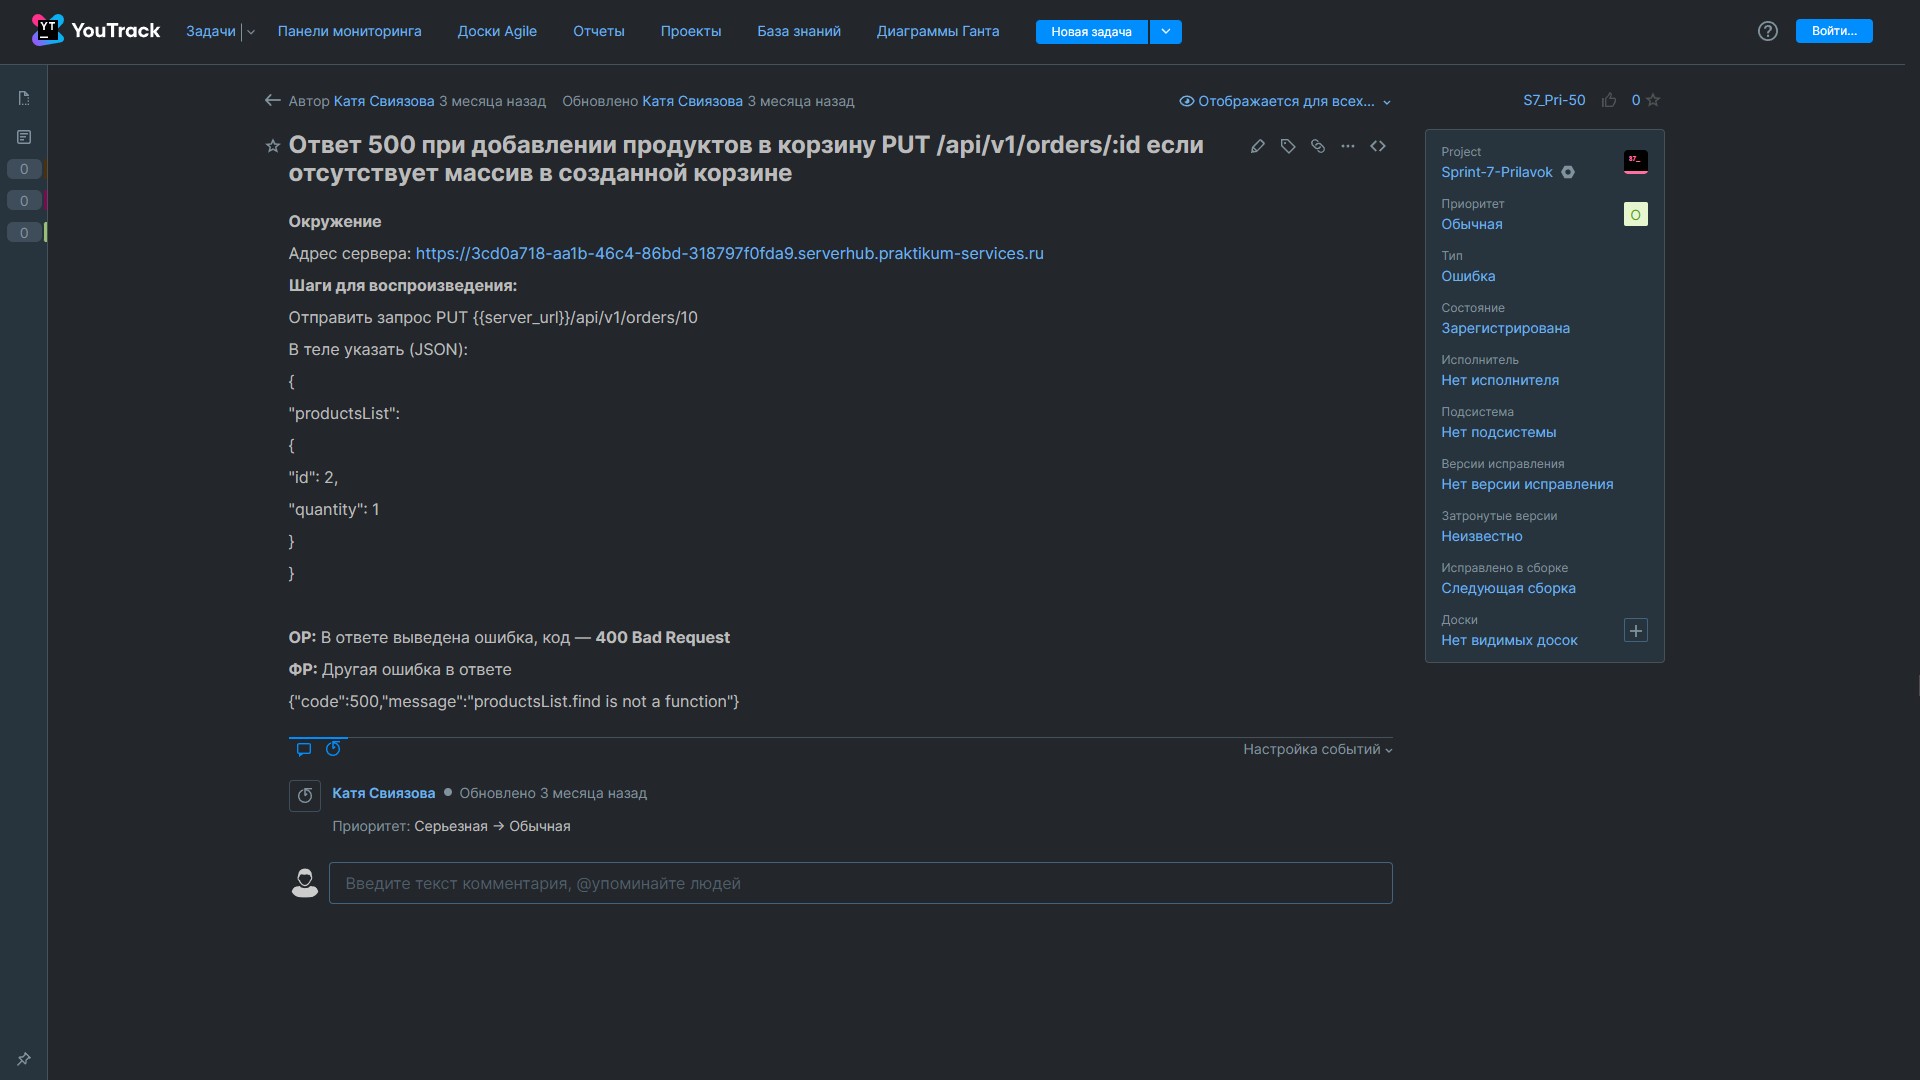 YT YouTrack Задачи Панели мониторинга Доски Agile Отчеты Проекты База знаний Диаграммы Ганта Новая задача Войти...
Автор Катя Свиязова 3 месяца назад Обновлено Катя Свиязова 3 месяца назад Отображается для всех... S7_Pri-50 0
Ответ 500 при добавлении продуктов в корзину PUT /api/v1/orders/:id если
отсутствует массив в созданной корзине
0
0
0
Окружение
Адрес сервера: https://3cd0a718-aa1b-46c4-86bd-318797f0fda9.serverhub.praktikum-services.ru
Шаги для воспроизведения:
Отправить запрос PUT {{server_url}}/api/v1/orders/10
В теле указать (JSON):
{
"productsList":
{
"id": 2,
"quantity": 1
}
}
ОР: В ответе выведена ошибка, код — 400 Bad Request
ФР: Другая ошибка в ответе
{"code":500,"message":"productsList.find is not a function"}
Настройка событий
Катя Свиязова Обновлено 3 месяца назад
Приоритет: Серьезная → Обычная
Введите текст комментария, @упоминайте людей
Project
Sprint-7-Prilavok
S7_
Приоритет
Обычная
О
Тип
Ошибка
Состояние
Зарегистрирована
Исполнитель
Нет исполнителя
Подсистема
Нет подсистемы
Версии исправления
Нет версии исправления
Затронутые версии
Неизвестно
Исправлено в сборке
Следующая сборка
Доски
Нет видимых досок